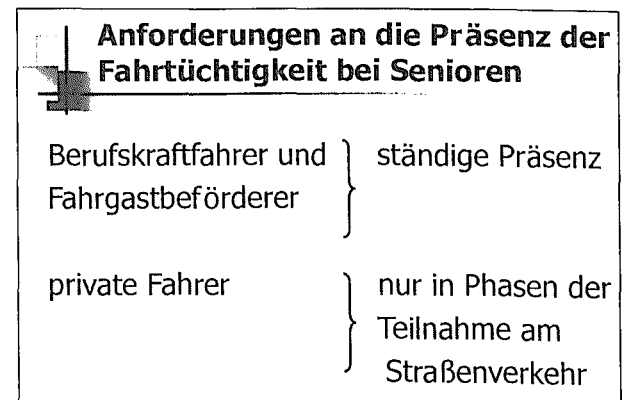 Anforderungen an die Präsenz der
Fahrtüchtigkeit bei Senioren
Berufskraftfahrer und } ständige Präsenz
Fahrgastbeförderer
private Fahrer } nur in Phasen der
Teilnahme am
Straßenverkehr